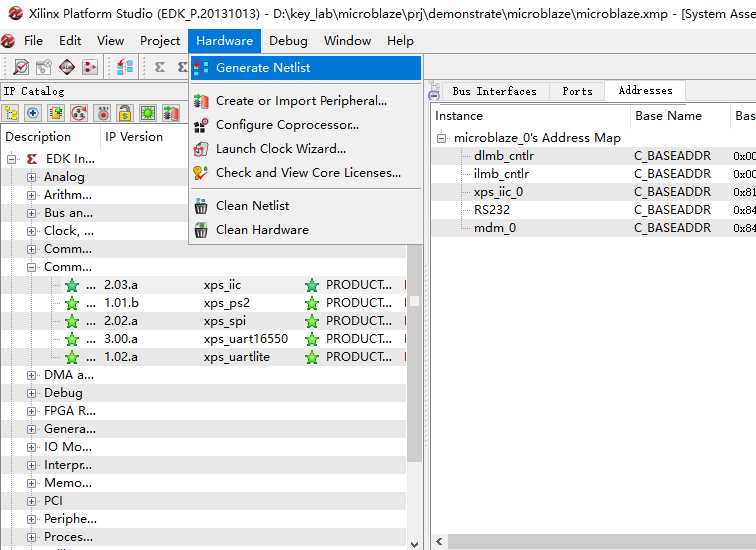 Xilinx Platform Studio (EDK_P.20131013) - D:\key_lab\microblaze\prj\demonstrate\microblaze\microblaze.xmp - [System Asse
File Edit View Project Hardware Debug Window Help
Generate Netlist
Create or Import Peripheral...
Configure Coprocessor...
Launch Clock Wizard...
Check and View Core Licenses...
Clean Netlist
Clean Hardware
IP Catalog
Description IP Version
EDK In...
Analog
Arithm...
Bus an...
Clock, ...
Comm...
Comm...
... 2.03.a xps_iic PRODUCT...
... 1.01.b xps_ps2 PRODUCT...
... 2.02.a xps_spi PRODUCT...
... 3.00.a xps_uart16550 PRODUCT...
... 1.02.a xps_uartlite PRODUCT...
DMA a...
Debug
FPGA R...
Genera...
IO Mo...
Interpr...
Memo...
PCI
Periphe...
Proces...
Bus Interfaces Ports Addresses
Instance Base Name Bas
microblaze_0's Address Map
dlmb_cntlr C_BASEADDR 0x00
ilmb_cntlr C_BASEADDR 0x00
xps_iic_0 C_BASEADDR 0x81
RS232 C_BASEADDR 0x84
mdm_0 C_BASEADDR 0x84